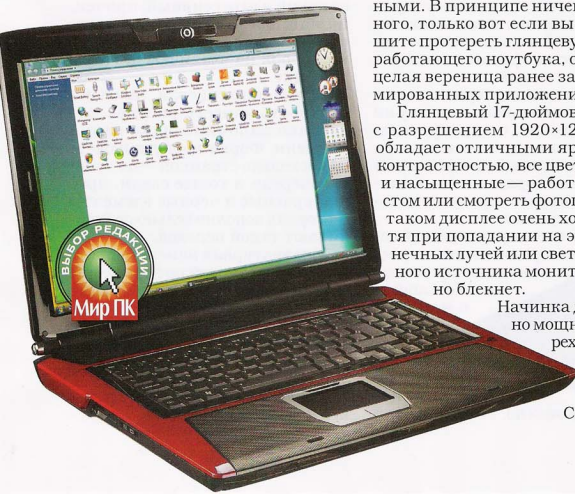 ными. В принципе ничег
ного, только вот если вы
шите протереть глянцеву
работающего ноутбука, с
целая вереница ранее за
мированных приложени
Глянцевый 17-дюймов
с разрешением 1920×12
обладает отличными яр
контрастностью, все цвет
и насыщенные — работ
стом или смотреть фотог
таком дисплее очень хо
тя при попадании на э
нечных лучей или свет
ного источника монит
но блекнет.
Начинка д
но мощн
рех
С
ВЫБОР РЕДАКЦИИ
Мир ПК